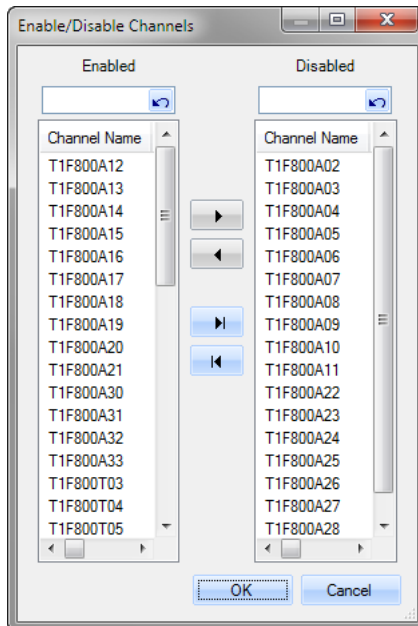 Enable/Disable Channels
Enabled
Disabled
Channel Name
T1F800A12
T1F800A13
T1F800A14
T1F800A15
T1F800A16
T1F800A17
T1F800A18
T1F800A19
T1F800A20
T1F800A21
T1F800A30
T1F800A31
T1F800A32
T1F800A33
T1F800T03
T1F800T04
T1F800T05
Channel Name
T1F800A02
T1F800A03
T1F800A04
T1F800A05
T1F800A06
T1F800A07
T1F800A08
T1F800A09
T1F800A10
T1F800A11
T1F800A22
T1F800A23
T1F800A24
T1F800A25
T1F800A26
T1F800A27
T1F800A28
OK
Cancel